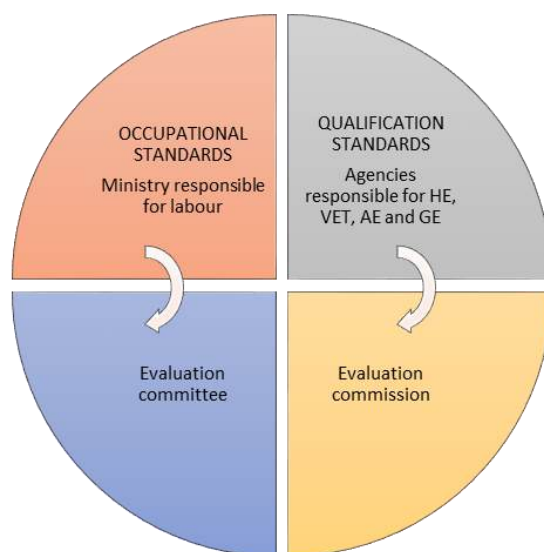 OCCUPATIONAL
STANDARDS
Ministry responsible
for labour
QUALIFICATION
STANDARDS
Agencies
responsible for HE,
VET, AE and GE
Evaluation
committee
Evaluation
commission